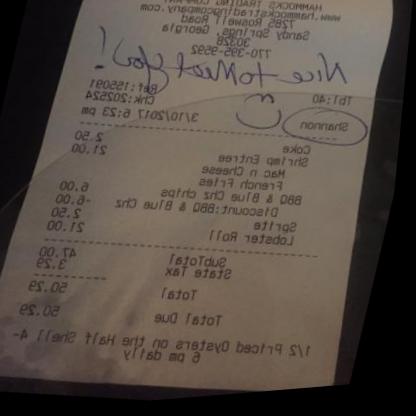 HAMMOCKS TRADING COMPANY
www.hammockstradingcompany.com
7285 Roswell Road
Sandy Springs, Georgia
30328
770-395-9592
Nice to Meet you!
Tbl:40 Ref:155091
Chk:202524
Shannon 3/10/2017 6:23 pm
Coke 2.50
Shrimp Entree 21.00
Mac n Cheese
French Fries
BBQ & Blue Chz chips 6.00
Discount:BBQ & Blue Chz -6.00
Sprite 2.50
Lobster Roll 21.00
SubTotal 47.00
State Tax 3.29
Total 50.29
Total Due 50.29
1/2 Priced Oysters on the Half Shell 4-
6 pm daily